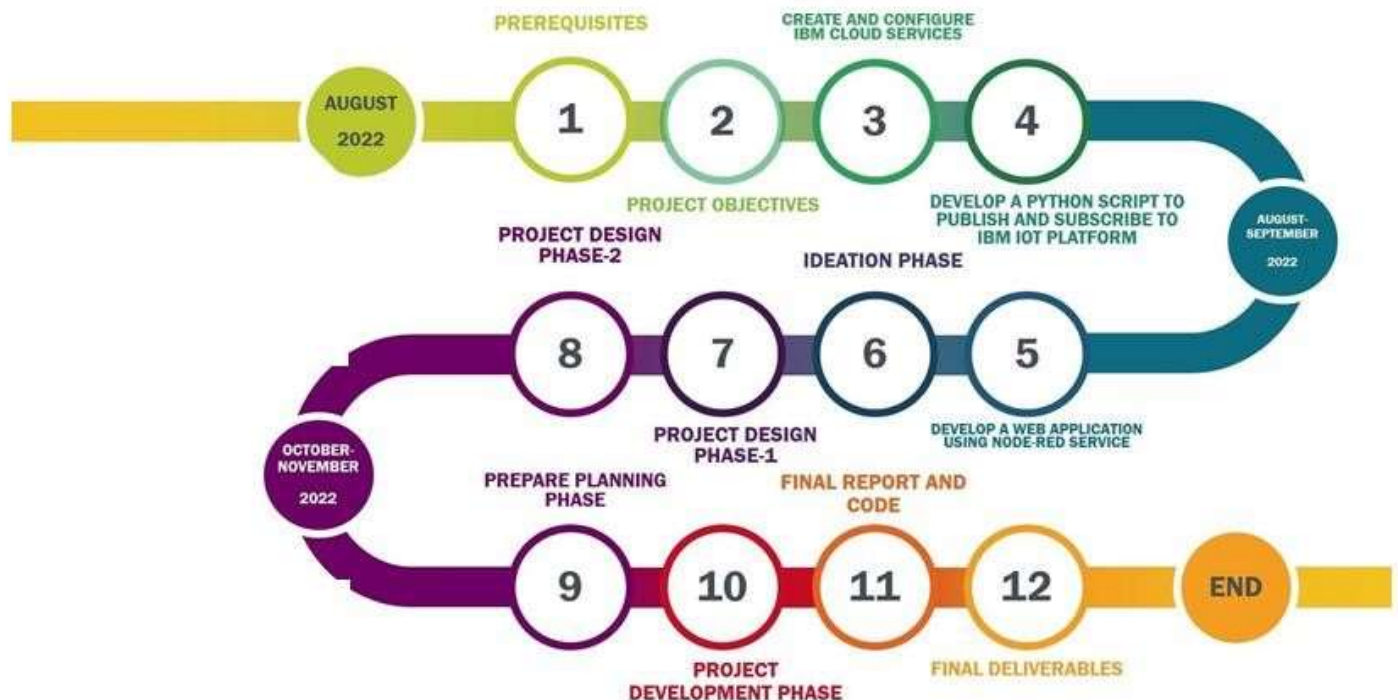 PREREQUISITES
CREATE AND CONFIGURE
IBM CLOUD SERVICES
AUGUST
2022
1
2
3
4
PROJECT OBJECTIVES
DEVELOP A PYTHON SCRIPT TO
PUBLISH AND SUBSCRIBE TO
IBM IOT PLATFORM
AUGUST-
SEPTEMBER
2022
PROJECT DESIGN
PHASE-2
IDEATION PHASE
8
7
6
5
PROJECT DESIGN
PHASE-1
DEVELOP A WEB APPLICATION
USING NODE-RED SERVICE
OCTOBER-
NOVEMBER
2022
PREPARE PLANNING
PHASE
FINAL REPORT AND
CODE
9
10
11
12
END
PROJECT
DEVELOPMENT PHASE
FINAL DELIVERABLES